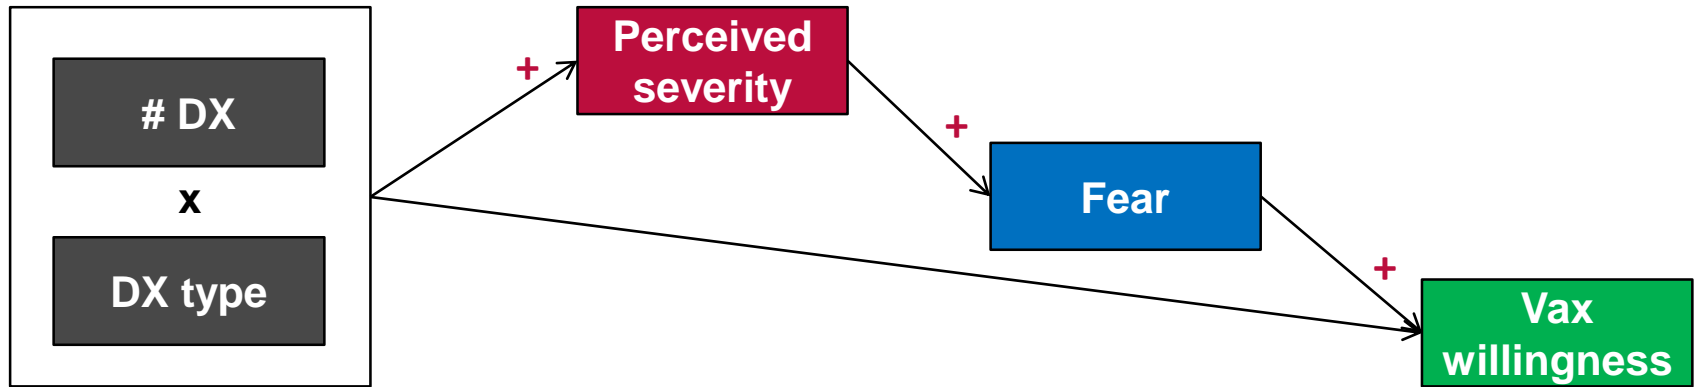 # DX
x
DX type
+
Perceived
severity
+
Fear
+
Vax
willingness